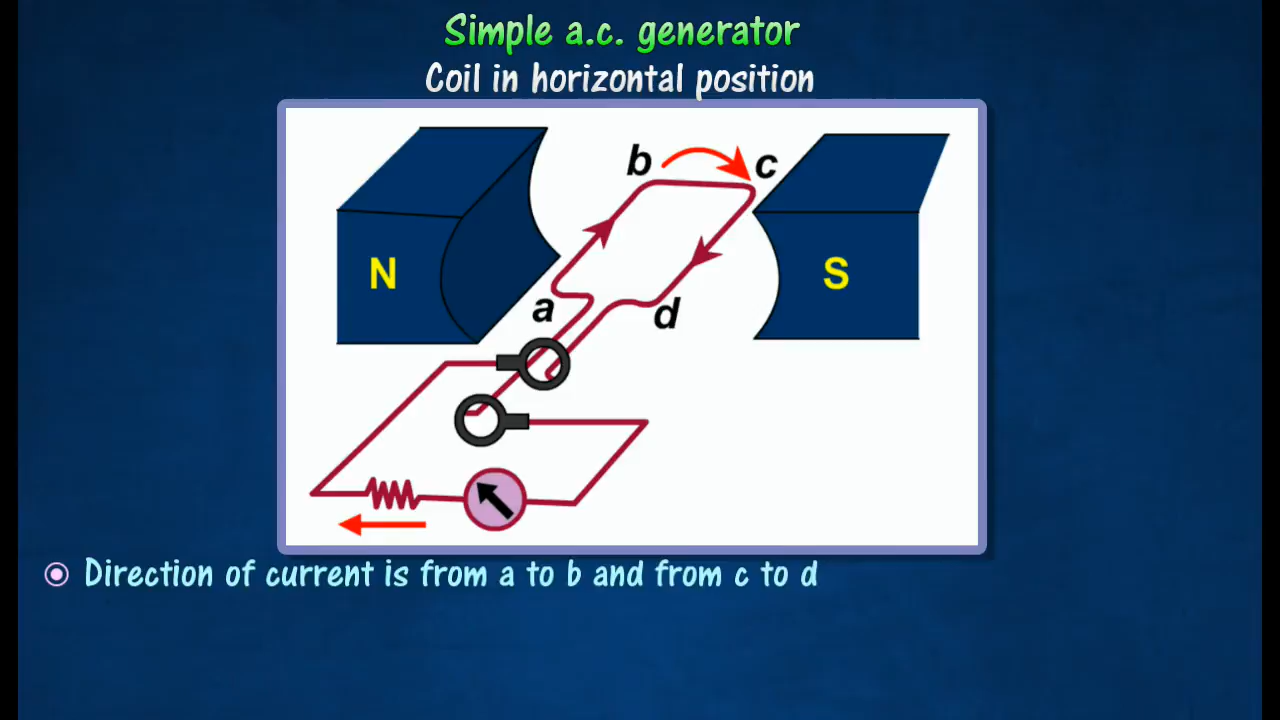 Simple a.c. generator
Coil in horizontal position
b
c
N
S
a
d
Direction of current is from a to b and from c to d